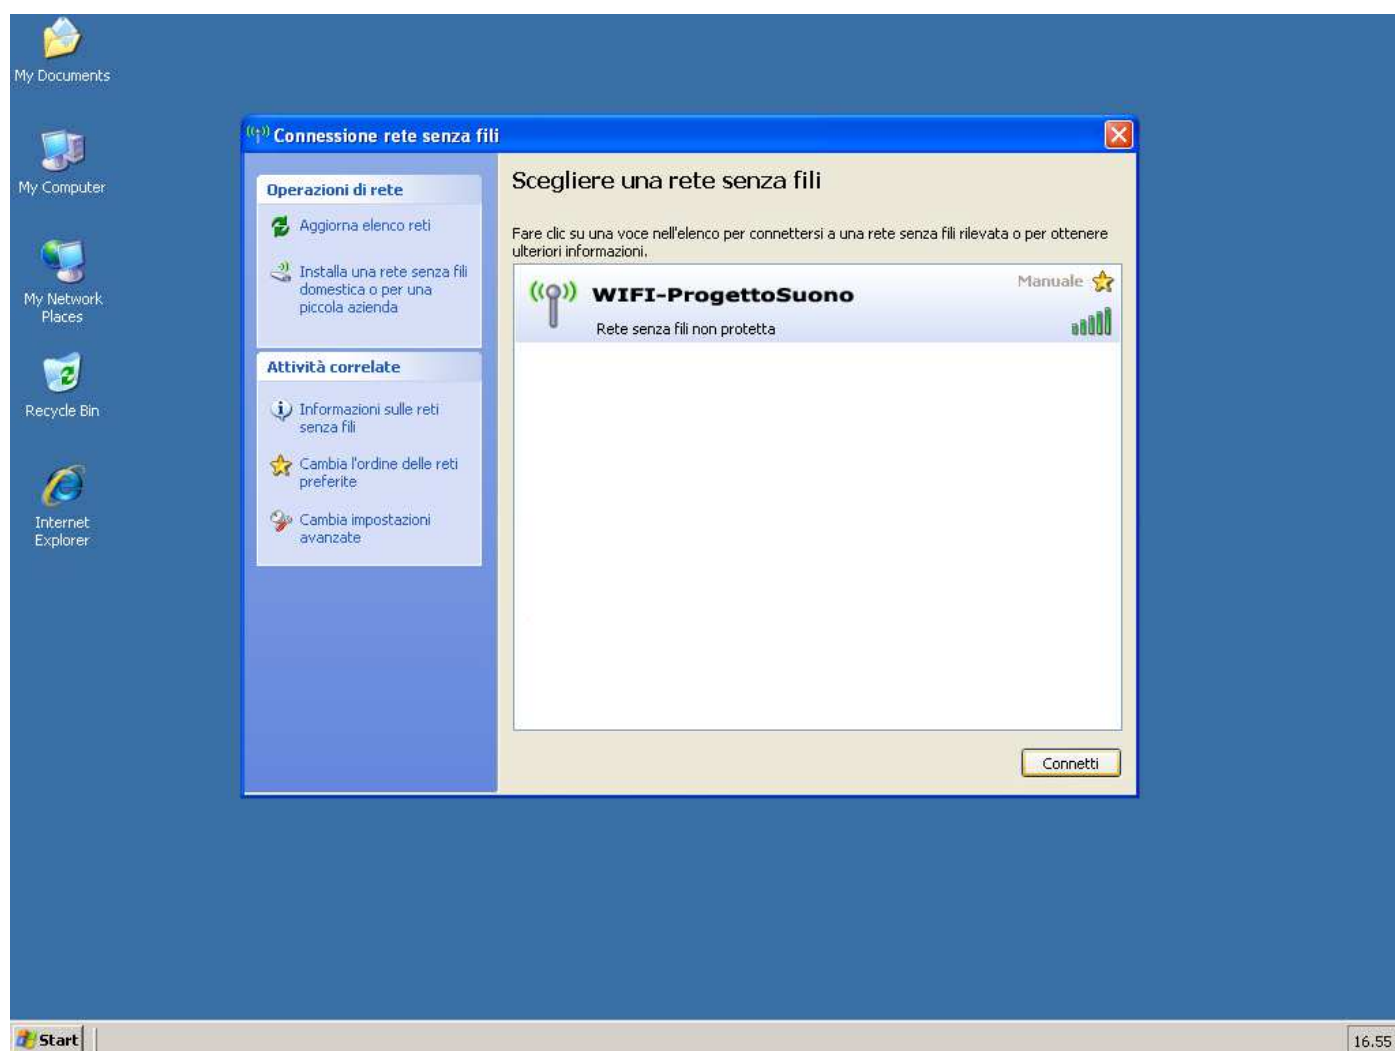 My Documents
My Computer
My Network
Places
Recycle Bin
Internet
Explorer
Connessione rete senza fili
Operazioni di rete
Aggiorna elenco reti
Installa una rete senza fili
domestica o per una
piccola azienda
Attività correlate
Informazioni sulle reti
senza fili
Cambia l'ordine delle reti
preferite
Cambia impostazioni
avanzate
Scegliere una rete senza fili
Fare clic su una voce nell'elenco per connettersi a una rete senza fili rilevata o per ottenere
ulteriori informazioni.
WIFI-ProgettoSuono
Manuale
Rete senza fili non protetta
Connetti
Start
16.55